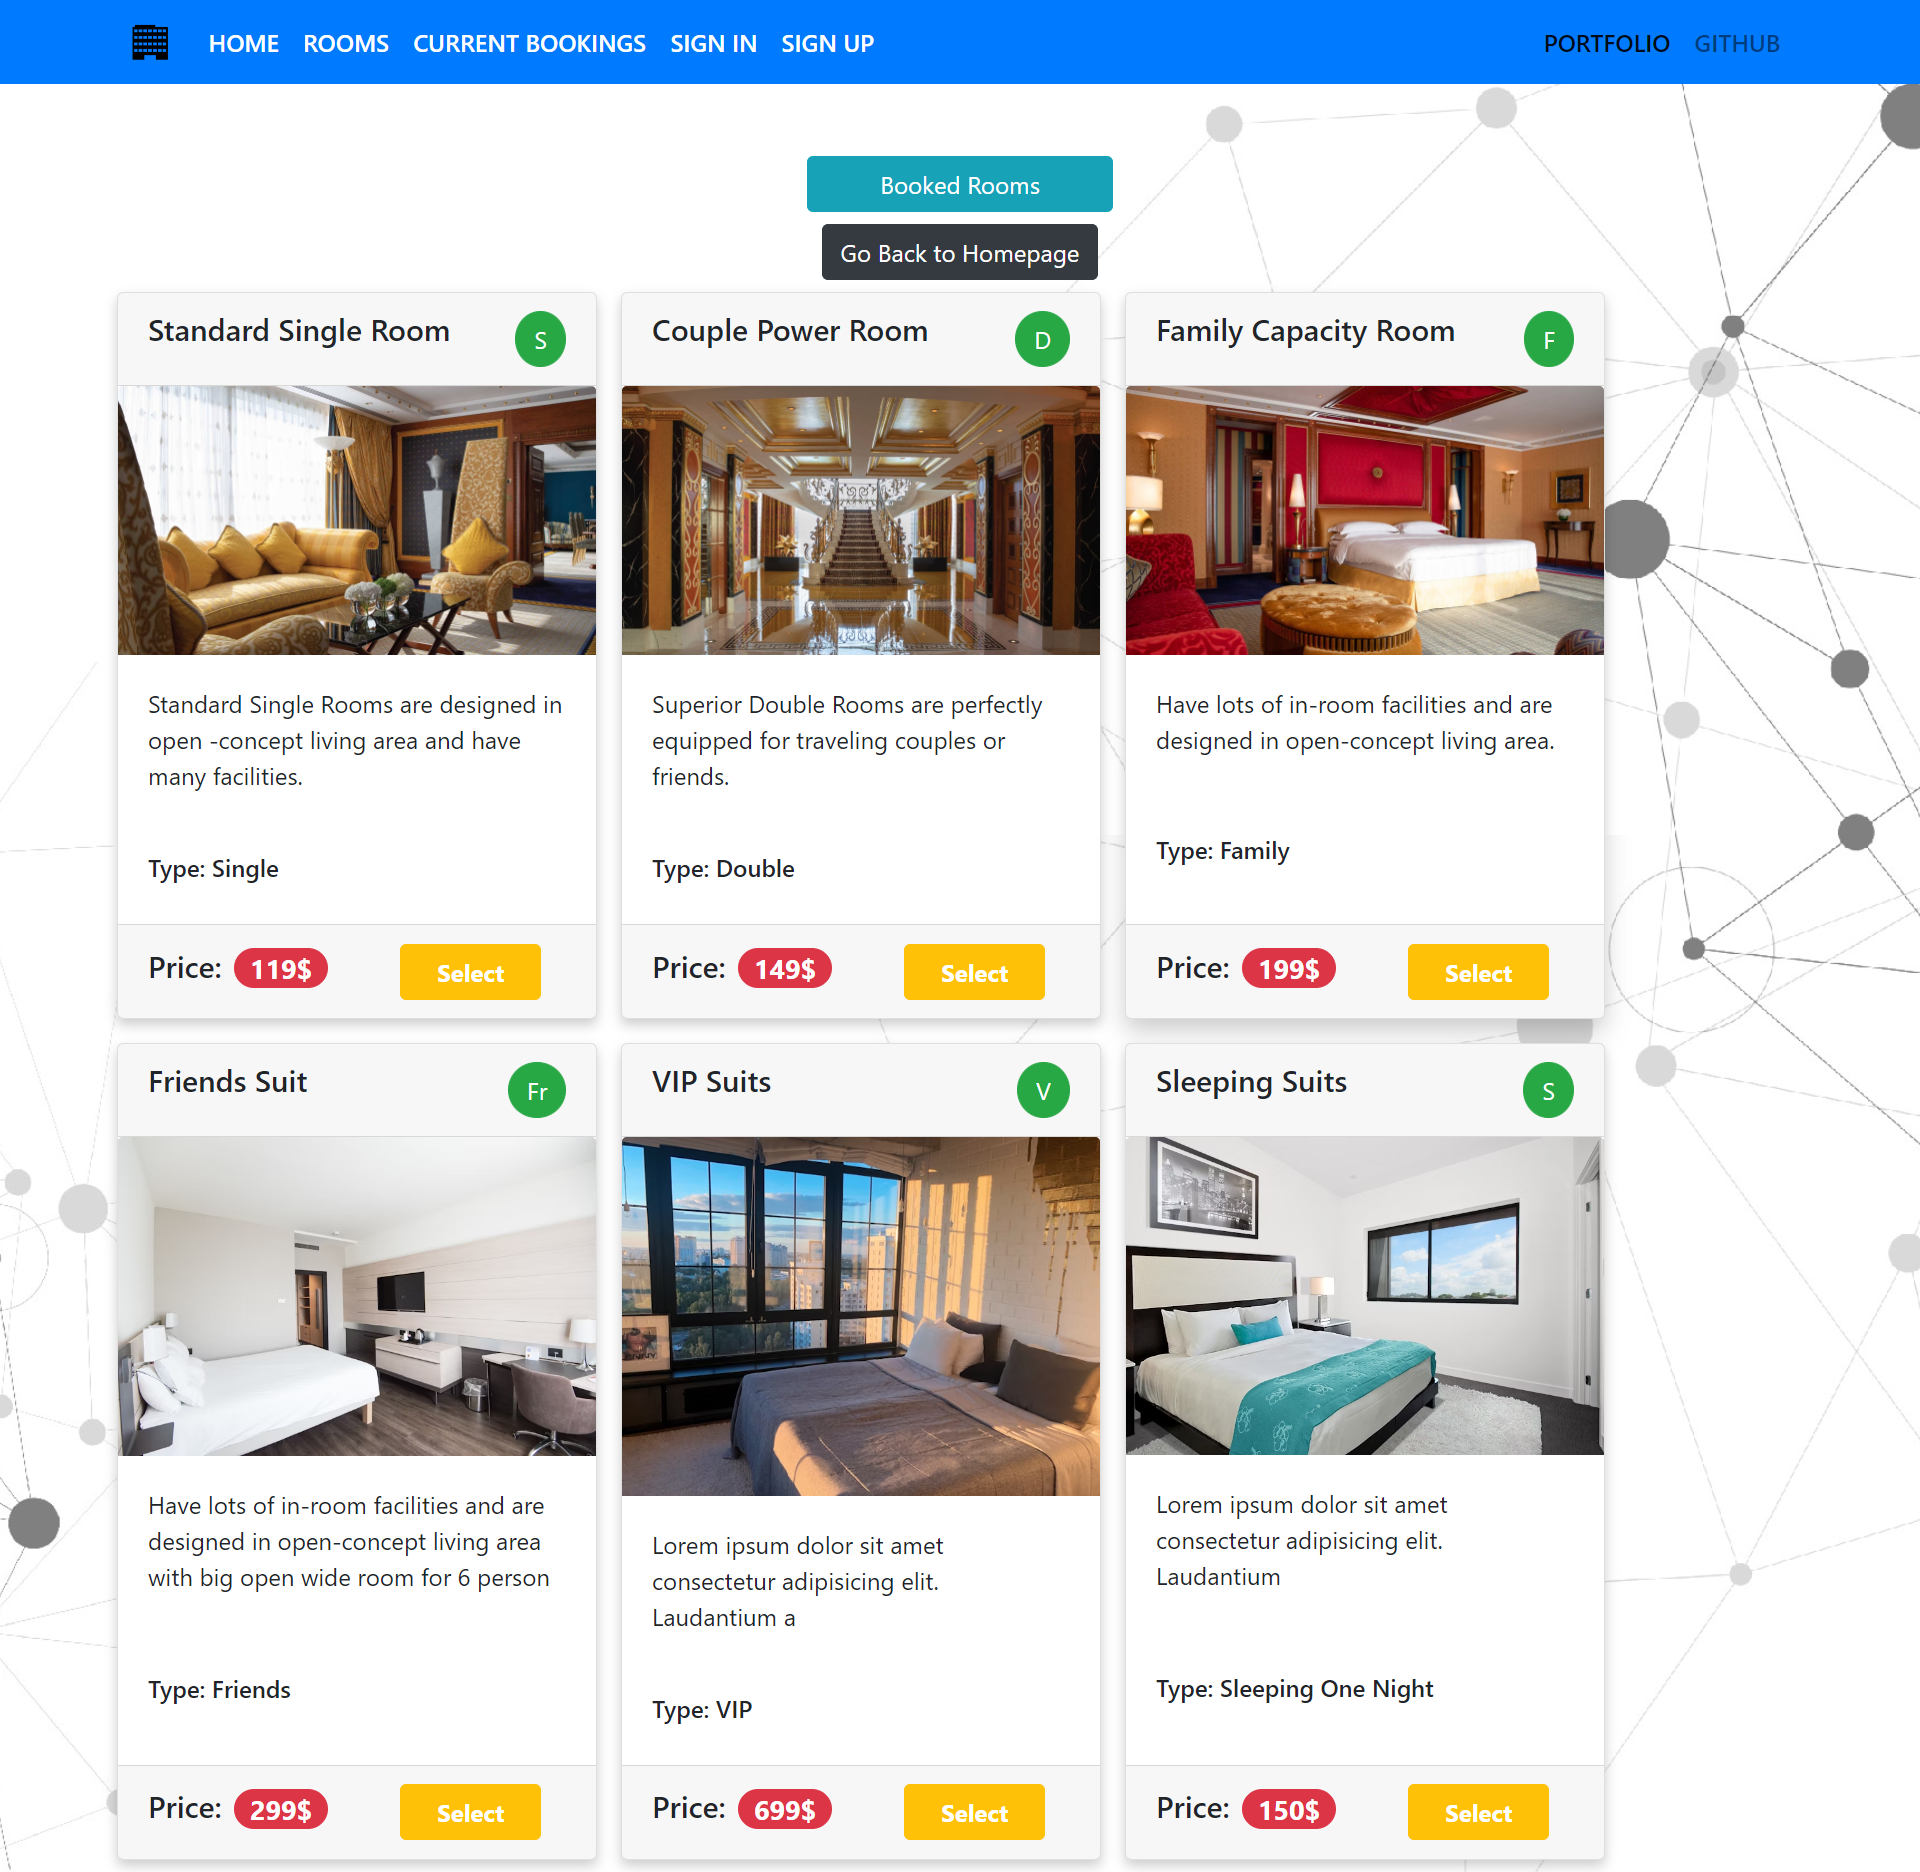 HOME ROOMS CURRENT BOOKINGS SIGN IN SIGN UP PORTFOLIO GITHUB
Booked Rooms
Go Back to Homepage
Standard Single Room S
Standard Single Rooms are designed in
open -concept living area and have
many facilities.
Type: Single
Price: 119$ Select
Couple Power Room D
Superior Double Rooms are perfectly
equipped for traveling couples or
friends.
Type: Double
Price: 149$ Select
Family Capacity Room F
Have lots of in-room facilities and are
designed in open-concept living area.
Type: Family
Price: 199$ Select
Friends Suit Fr
Have lots of in-room facilities and are
designed in open-concept living area
with big open wide room for 6 person
Type: Friends
Price: 299$ Select
VIP Suits V
Lorem ipsum dolor sit amet
consectetur adipisicing elit.
Laudantium a
Type: VIP
Price: 699$ Select
Sleeping Suits S
Lorem ipsum dolor sit amet
consectetur adipisicing elit.
Laudantium
Type: Sleeping One Night
Price: 150$ Select